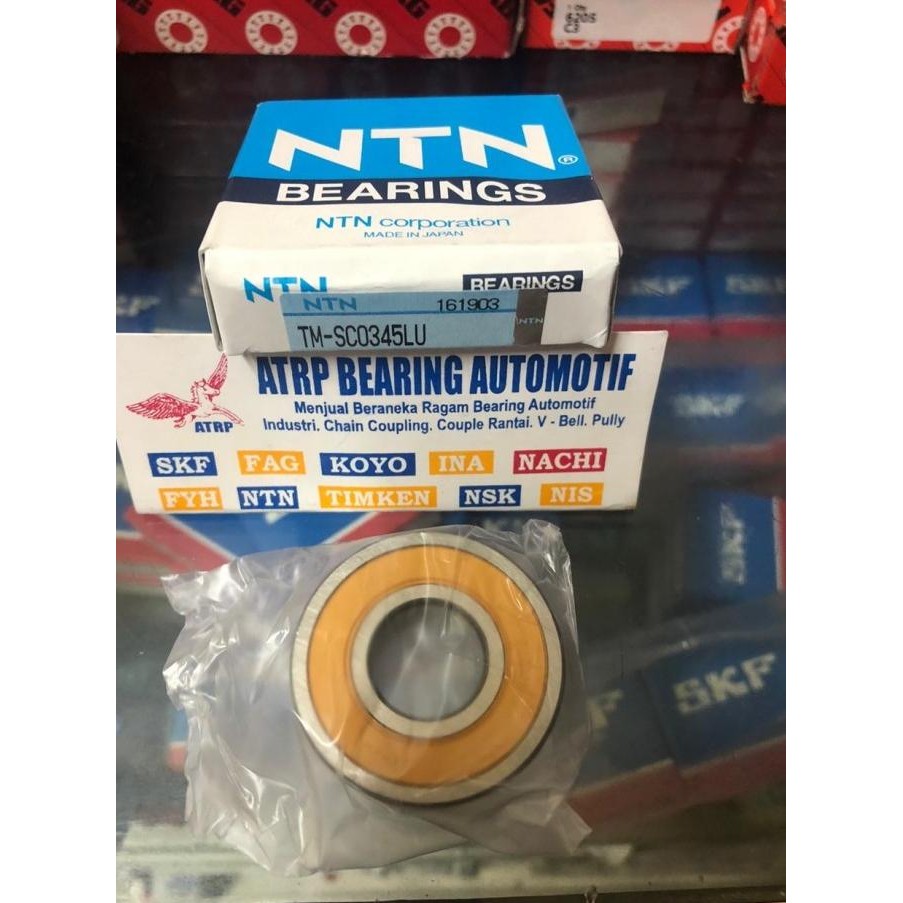 6205
C
NTN®
BEARINGS
NTN corporation
MADE IN JAPAN
NTN BEARINGS
NTN 161903
NTN
TM-SC0345LU
ATRP BEARING AUTOMOTIF
Menjual Beraneka Ragam Bearing Automotif
ATRP
Industri. Chain Coupling. Couple Rantai. V - Bell. Pully
SKF FAG KOYO INA NACHI
FYH NTN TIMKEN NSK NIS
SKF
SKF
SKF